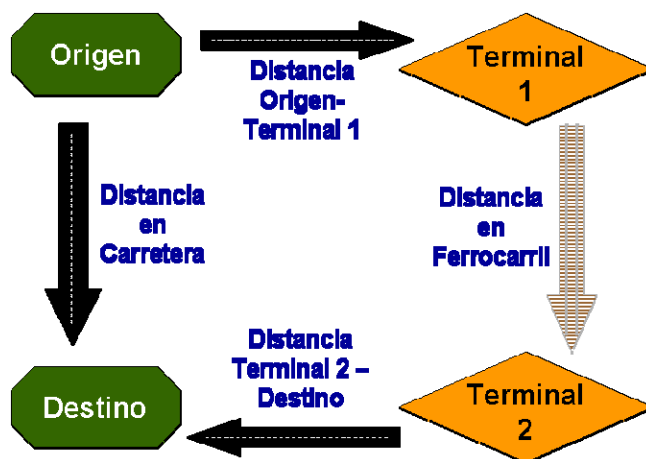 Origen
Distancia
Origen-
Terminal 1
Terminal
1
Distancia
en
Carretera
Distancia
en
Ferrocarril
Destino
Distancia
Terminal 2 –
Destino
Terminal
2